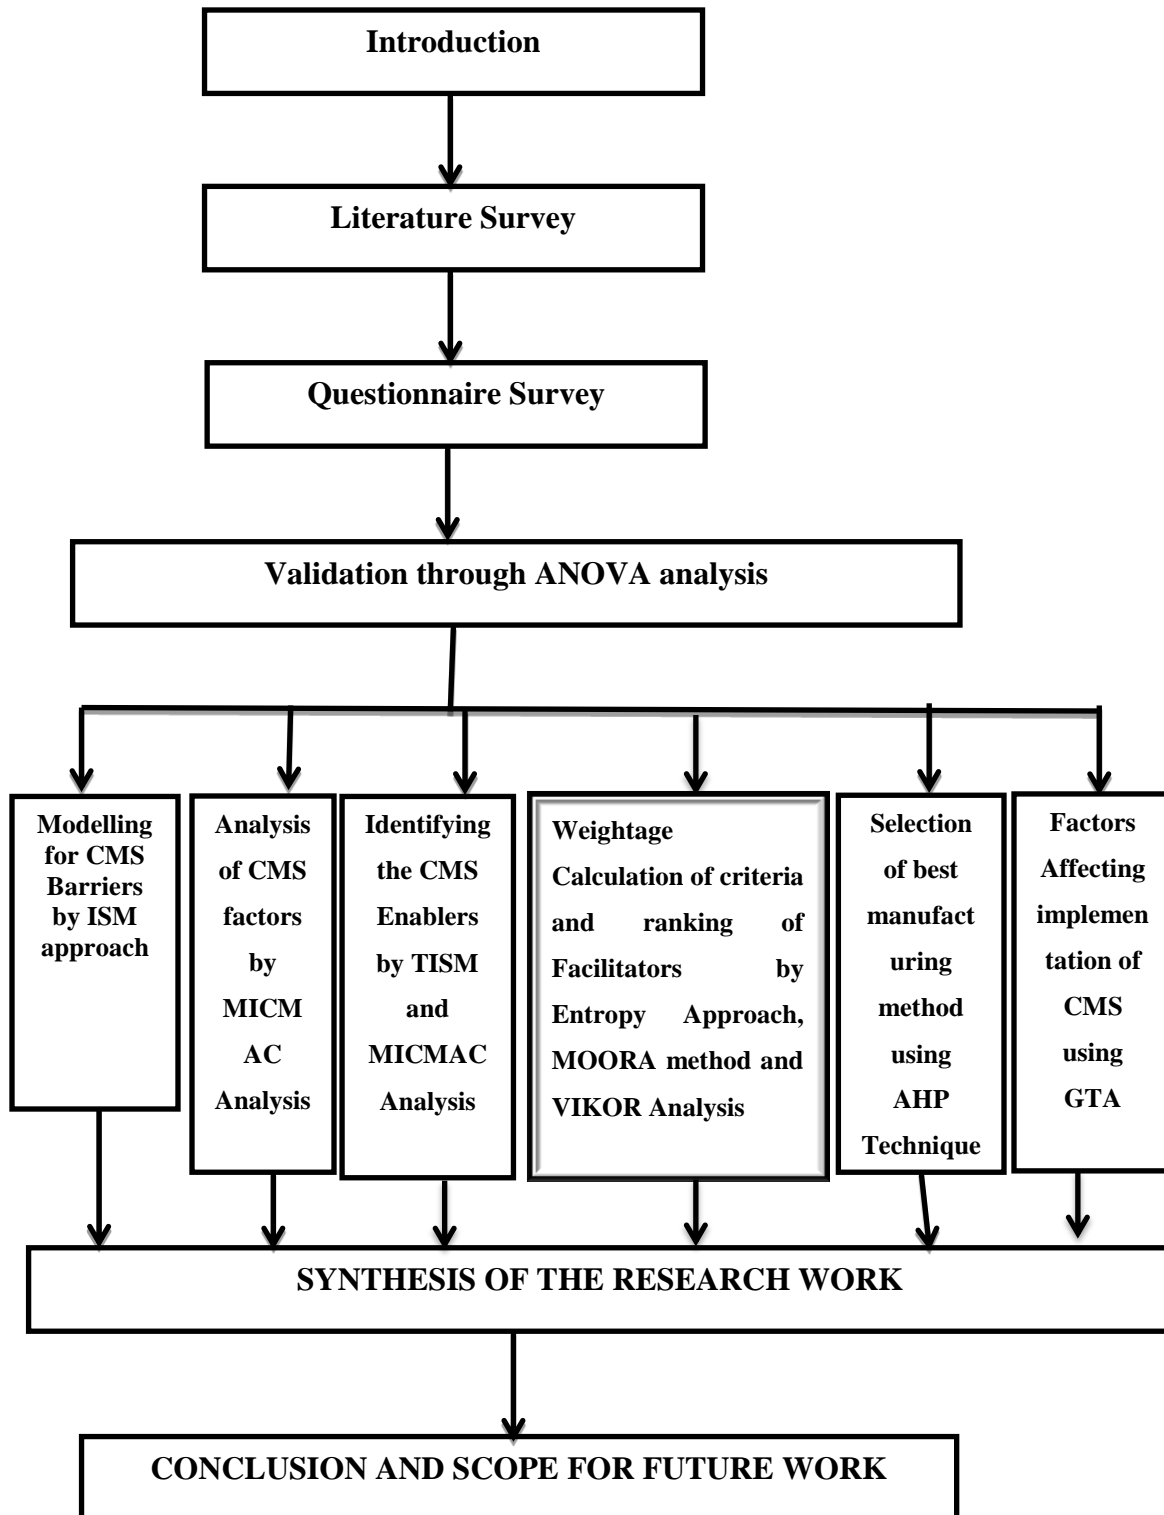 Introduction
Literature Survey
Questionnaire Survey
Validation through ANOVA analysis
Modelling
for CMS
Barriers
by ISM
approach
Analysis
of CMS
factors
by
MICM
AC
Analysis
Identifying
the CMS
Enablers
by TISM
and
MICMAC
Analysis
Weightage
Calculation of criteria
and ranking of
Facilitators by
Entropy Approach,
MOORA method and
VIKOR Analysis
Selection
of best
manufact
uring
method
using
AHP
Technique
Factors
Affecting
implemen
tation of
CMS
using
GTA
SYNTHESIS OF THE RESEARCH WORK
CONCLUSION AND SCOPE FOR FUTURE WORK